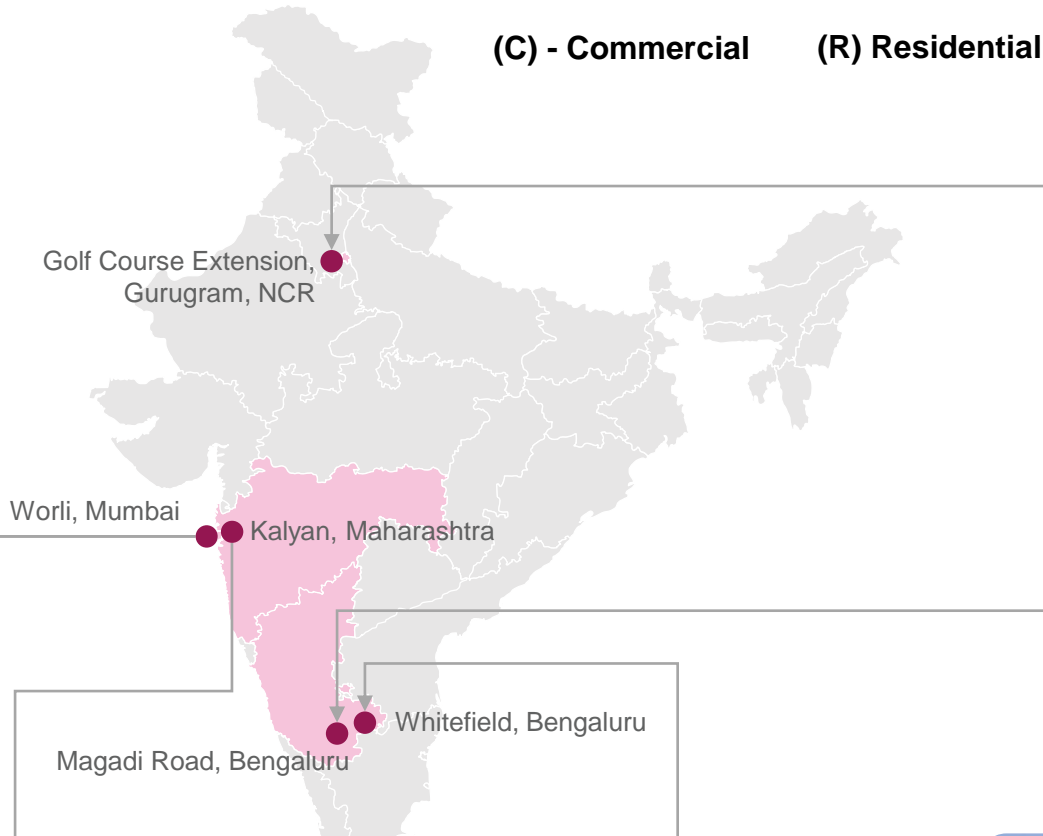 (C) - Commercial (R) Residential
Golf Course Extension,
Gurugram, NCR
Worli, Mumbai
Kalyan, Maharashtra
Whitefield, Bengaluru
Magadi Road, Bengaluru